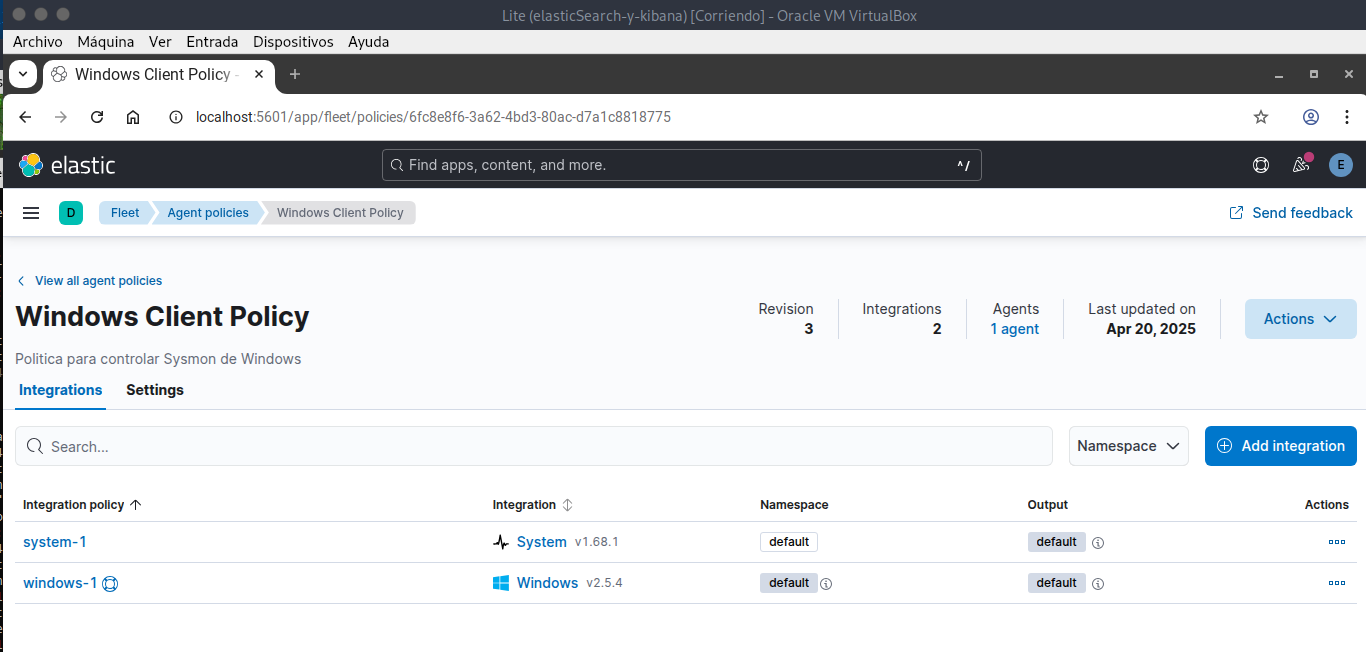 Lite (elasticSearch-y-kibana) [Corriendo] - Oracle VM VirtualBox
Archivo Máquina Ver Entrada Dispositivos Ayuda
Windows Client Policy -
localhost:5601/app/fleet/policies/6fc8e8f6-3a62-4bd3-80ac-d7a1c8818775
elastic
Find apps, content, and more.
^/
E
D
Fleet
Agent policies
Windows Client Policy
Send feedback
View all agent policies
Windows Client Policy
Revision
3
Integrations
2
Agents
1 agent
Last updated on
Apr 20, 2025
Actions
Politica para controlar Sysmon de Windows
Integrations Settings
Search...
Namespace
Add integration
Integration policy Integration Namespace Output Actions
system-1 System v1.68.1 default default
windows-1 Windows v2.5.4 default default